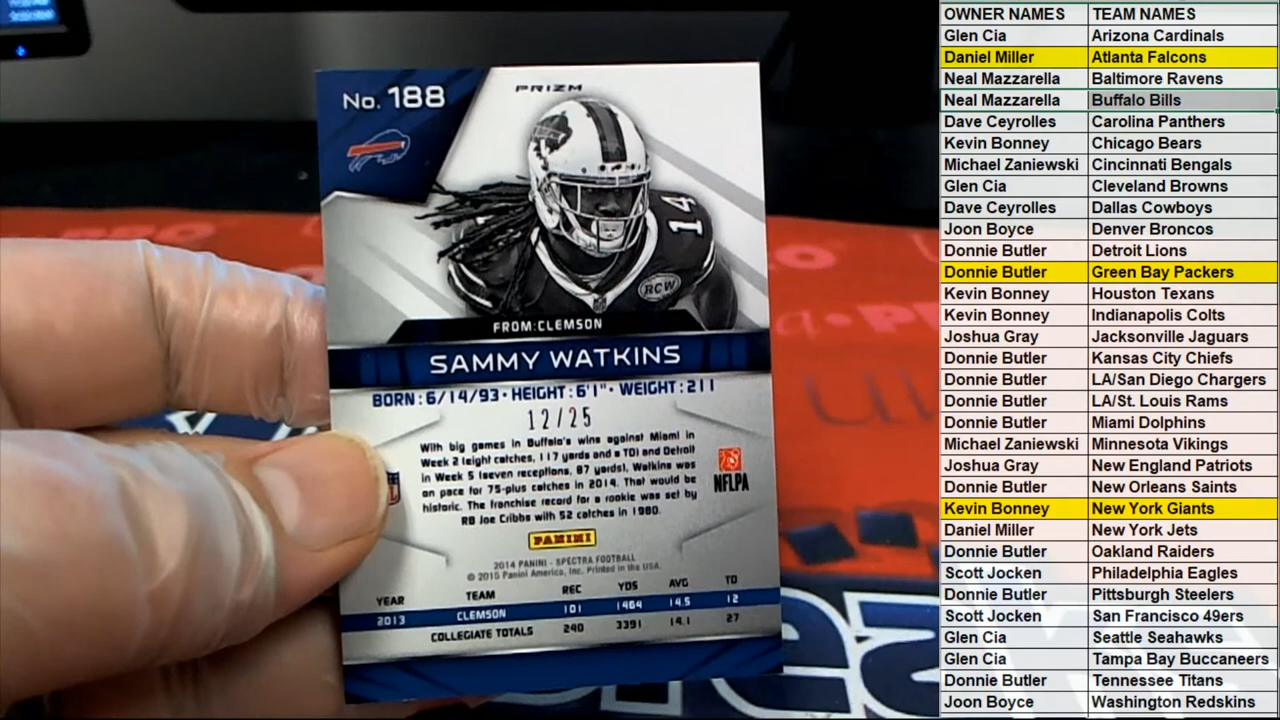 No. 188
PRIZM
14
RCW
FROM: CLEMSON
SAMMY WATKINS
BORN: 6/14/93 • HEIGHT: 6'1" • WEIGHT: 211
12/25
With big games in Buffalo's wins against Miami in
Week 2 (eight catches, 117 yards and a TD) and Detroit
in Week 5 (seven receptions, 87 yards), Watkins was
on pace for 75-plus catches in 2014. That would be
historic. The franchise record for a rookie was set by
RB Joe Cribbs with 52 catches in 1980.
NFLPA
PANINI
2014 PANINI - SPECTRA FOOTBALL
© 2015 Panini America, Inc. Printed in the USA.
YEAR TEAM REC YDS AVG TD
2013 CLEMSON 101 1464 14.5 12
COLLEGIATE TOTALS 240 3391 14.1 27
OWNER NAMES TEAM NAMES
Glen Cia Arizona Cardinals
Daniel Miller Atlanta Falcons
Neal Mazzarella Baltimore Ravens
Neal Mazzarella Buffalo Bills
Dave Ceyrolles Carolina Panthers
Kevin Bonney Chicago Bears
Michael Zaniewski Cincinnati Bengals
Glen Cia Cleveland Browns
Dave Ceyrolles Dallas Cowboys
Joon Boyce Denver Broncos
Donnie Butler Detroit Lions
Donnie Butler Green Bay Packers
Kevin Bonney Houston Texans
Kevin Bonney Indianapolis Colts
Joshua Gray Jacksonville Jaguars
Donnie Butler Kansas City Chiefs
Donnie Butler LA/San Diego Chargers
Donnie Butler LA/St. Louis Rams
Donnie Butler Miami Dolphins
Michael Zaniewski Minnesota Vikings
Joshua Gray New England Patriots
Donnie Butler New Orleans Saints
Kevin Bonney New York Giants
Daniel Miller New York Jets
Donnie Butler Oakland Raiders
Scott Jocken Philadelphia Eagles
Donnie Butler Pittsburgh Steelers
Scott Jocken San Francisco 49ers
Glen Cia Seattle Seahawks
Glen Cia Tampa Bay Buccaneers
Donnie Butler Tennessee Titans
Joon Boyce Washington Redskins